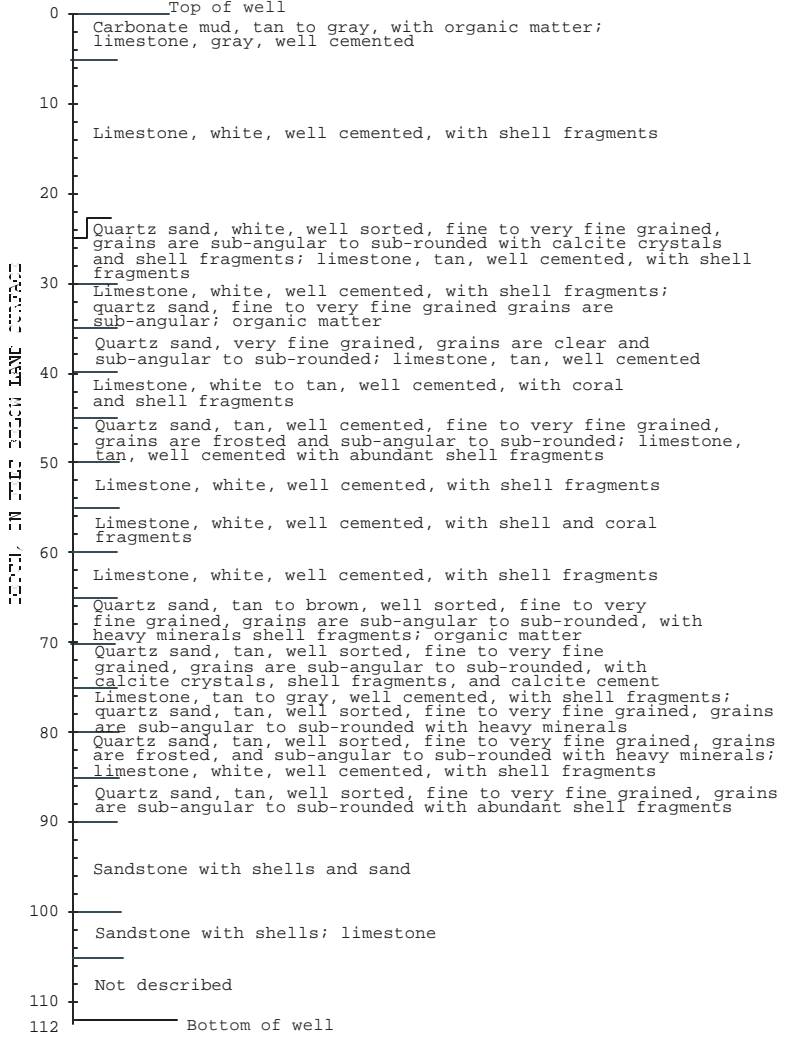 Top of well
0
Carbonate mud, tan to gray, with organic matter;
limestone, gray, well cemented
10
Limestone, white, well cemented, with shell fragments
20
Quartz sand, white, well sorted, fine to very fine grained,
grains are sub-angular to sub-rounded with calcite crystals
and shell fragments; limestone, tan, well cemented, with shell
fragments
30
Limestone, white, well cemented, with shell fragments;
quartz sand, fine to very fine grained grains are
sub-angular; organic matter
Quartz sand, very fine grained, grains are clear and
sub-angular to sub-rounded; limestone, tan, well cemented
40
Limestone, white to tan, well cemented, with coral
and shell fragments
Quartz sand, tan, well cemented, fine to very fine grained,
grains are frosted and sub-angular to sub-rounded; limestone,
tan, well cemented with abundant shell fragments
50
Limestone, white, well cemented, with shell fragments
Limestone, white, well cemented, with shell and coral
fragments
60
Limestone, white, well cemented, with shell fragments
Quartz sand, tan to brown, well sorted, fine to very
fine grained, grains are sub-angular to sub-rounded, with
heavy minerals shell fragments; organic matter
70
Quartz sand, tan, well sorted, fine to very fine
grained, grains are sub-angular to sub-rounded, with
calcite crystals, shell fragments, and calcite cement
Limestone, tan to gray, well cemented, with shell fragments;
quartz sand, tan, well sorted, fine to very fine grained, grains
are sub-angular to sub-rounded with heavy minerals
80
Quartz sand, tan, well sorted, fine to very fine grained, grains
are frosted, and sub-angular to sub-rounded with heavy minerals;
limestone, white, well cemented, with shell fragments
Quartz sand, tan, well sorted, fine to very fine grained, grains
are sub-angular to sub-rounded with abundant shell fragments
90
Sandstone with shells and sand
100
Sandstone with shells; limestone
Not described
110
112
Bottom of well
DEPTH, IN FEET BELOW LAND SURFACE